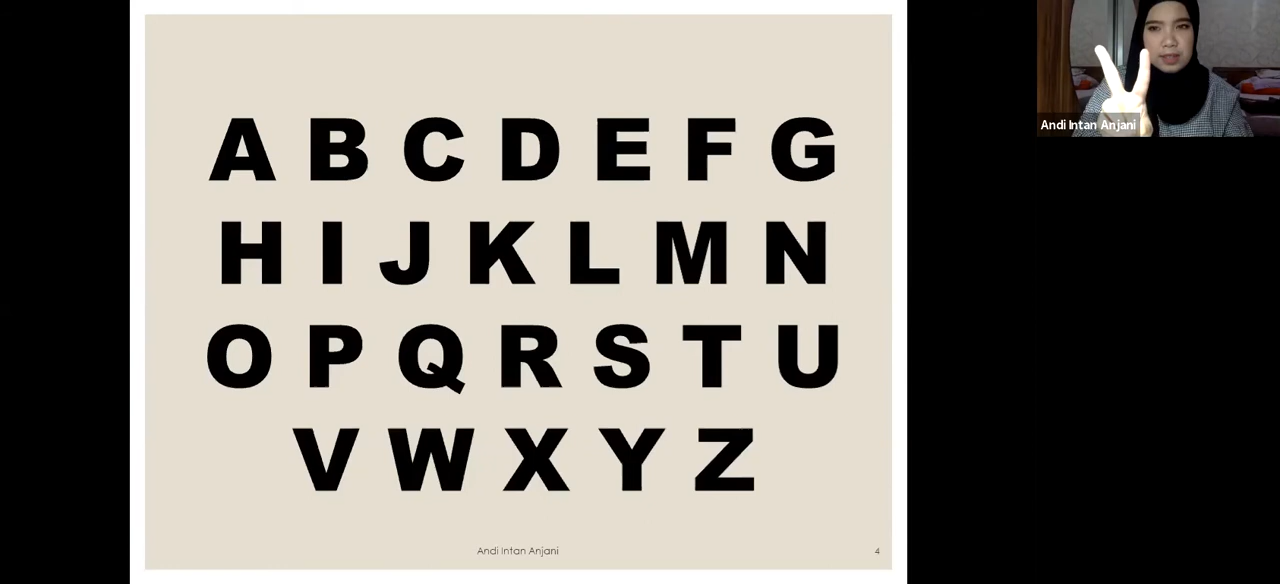 A B C D E F G
H I J K L M N
O P Q R S T U
V W X Y Z
Andi Intan Anjani
4
Andi Intan Anjani